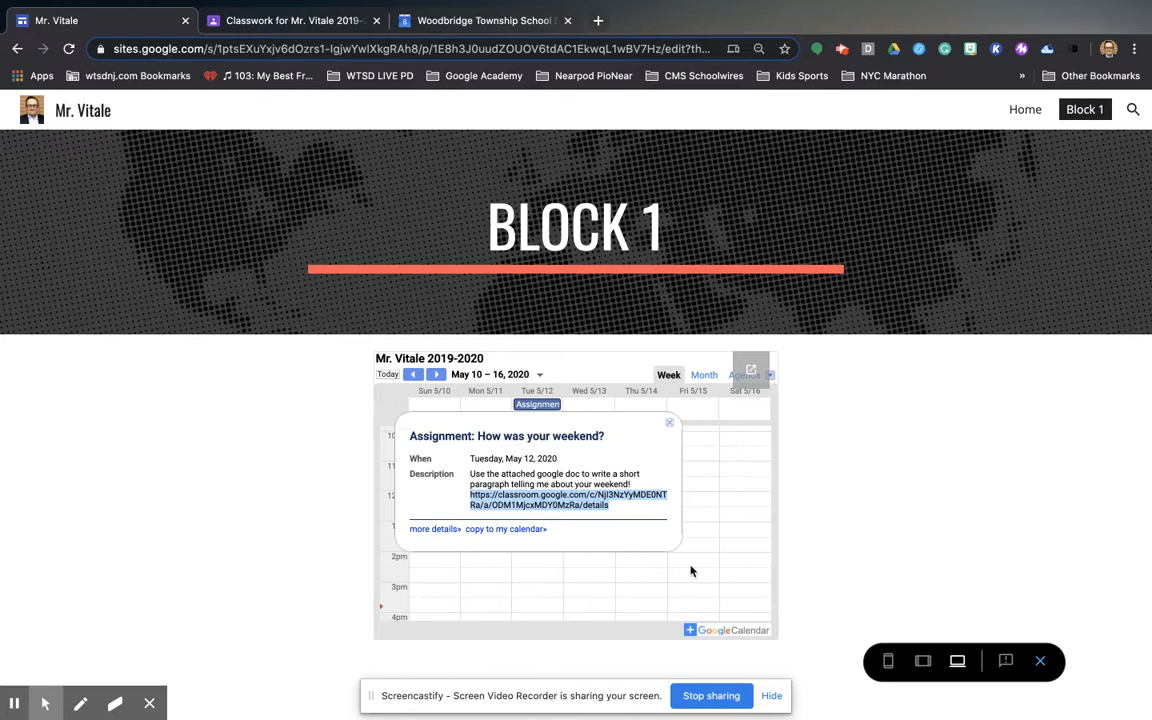 Mr. Vitale
Classwork for Mr. Vitale 2019-
Woodbridge Township School
sites.google.com/s/1ptsEXuYxjv6dOzrs1-IgjwYwlXkgRAh8/p/1E8h3J0uudZOUOV6tdAC1EkwqL1wBV7Hz/edit?th...
Apps
wtsdnj.com Bookmarks
103: My Best Fr...
WTSD LIVE PD
Google Academy
Nearpod PioNear
CMS Schoolwires
Kids Sports
NYC Marathon
»
Other Bookmarks
Mr. Vitale
Home
Block 1
BLOCK 1
Mr. Vitale 2019-2020
Today
May 10 – 16, 2020
Week
Month
Agenda
Sun 5/10 Mon 5/11 Tue 5/12 Wed 5/13 Thu 5/14 Fri 5/15 Sat 5/16
Assignmen
Assignment: How was your weekend?
When Tuesday, May 12, 2020
Description Use the attached google doc to write a short
paragraph telling me about your weekend!
https://classroom.google.com/c/NjI3NzYyMDE0NT
Ra/a/ODM1MjcxMDY0MzRa/details
more details» copy to my calendar»
2pm
3pm
4pm
Google Calendar
Screencastify - Screen Video Recorder is sharing your screen.
Stop sharing
Hide